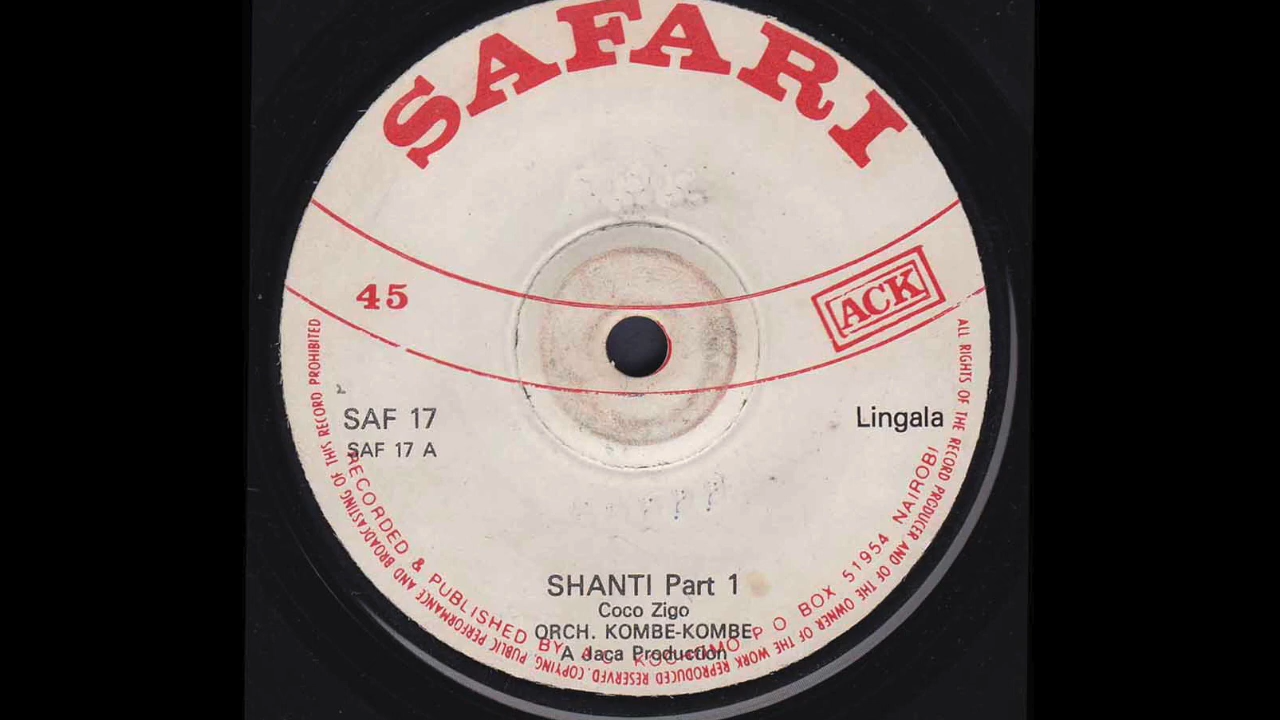 SAFARI
45
ACK
SAF 17
SAF 17 A
Lingala
SHANTI Part 1
Coco Zigo
ORCH. KOMBE-KOMBE
A Jaca Production
RECORDED & PUBLISHED BY A.C. P O BOX 51954 NAIROBI
ALL RIGHTS OF THE RECORD PRODUCER AND OF THE OWNER OF THE WORK REPRODUCED RESERVED. COPYING, PUBLIC PERFORMANCE AND BROADCASTING OF THIS RECORD PROHIBITED